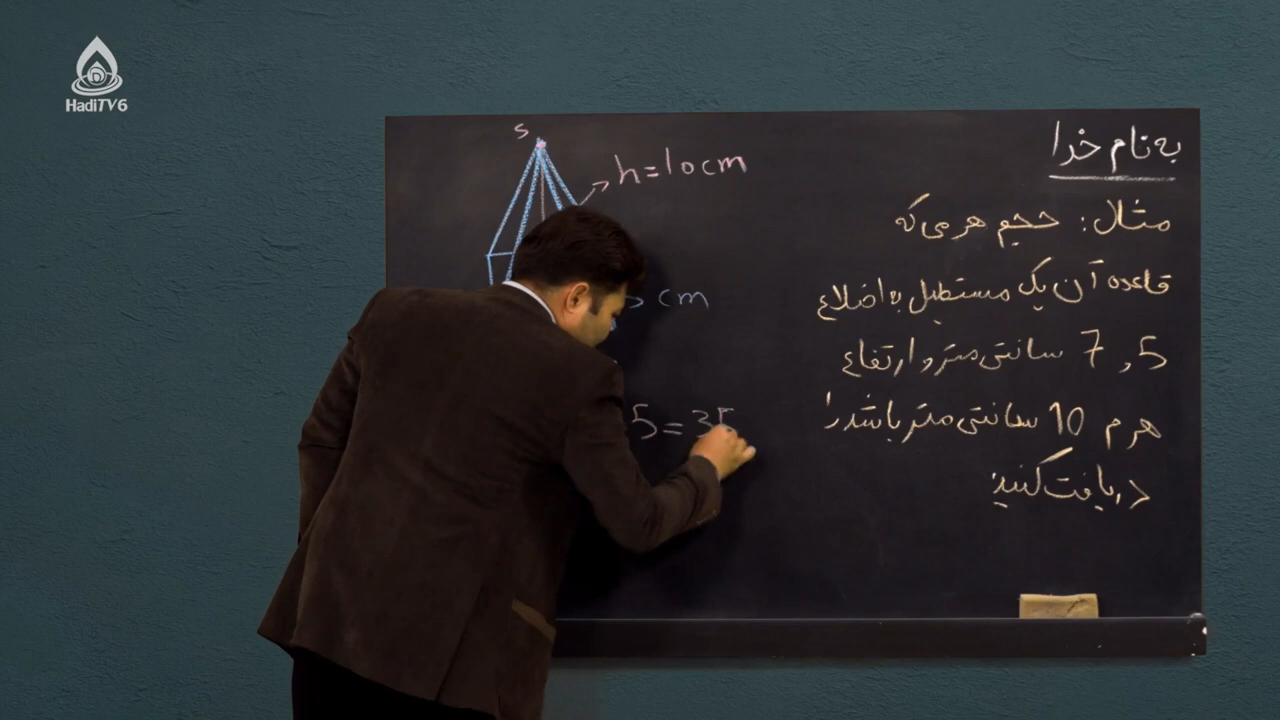 HadiTV6
به نام خدا
مثال: حجم هرمی که
قاعده آن یک مستطیل به اضلاع
5 , 7 سانتی متر و ارتفاع
هرم 10 سانتی متر باشد را
دریافت کنید
S
h=10cm
cm
5=35